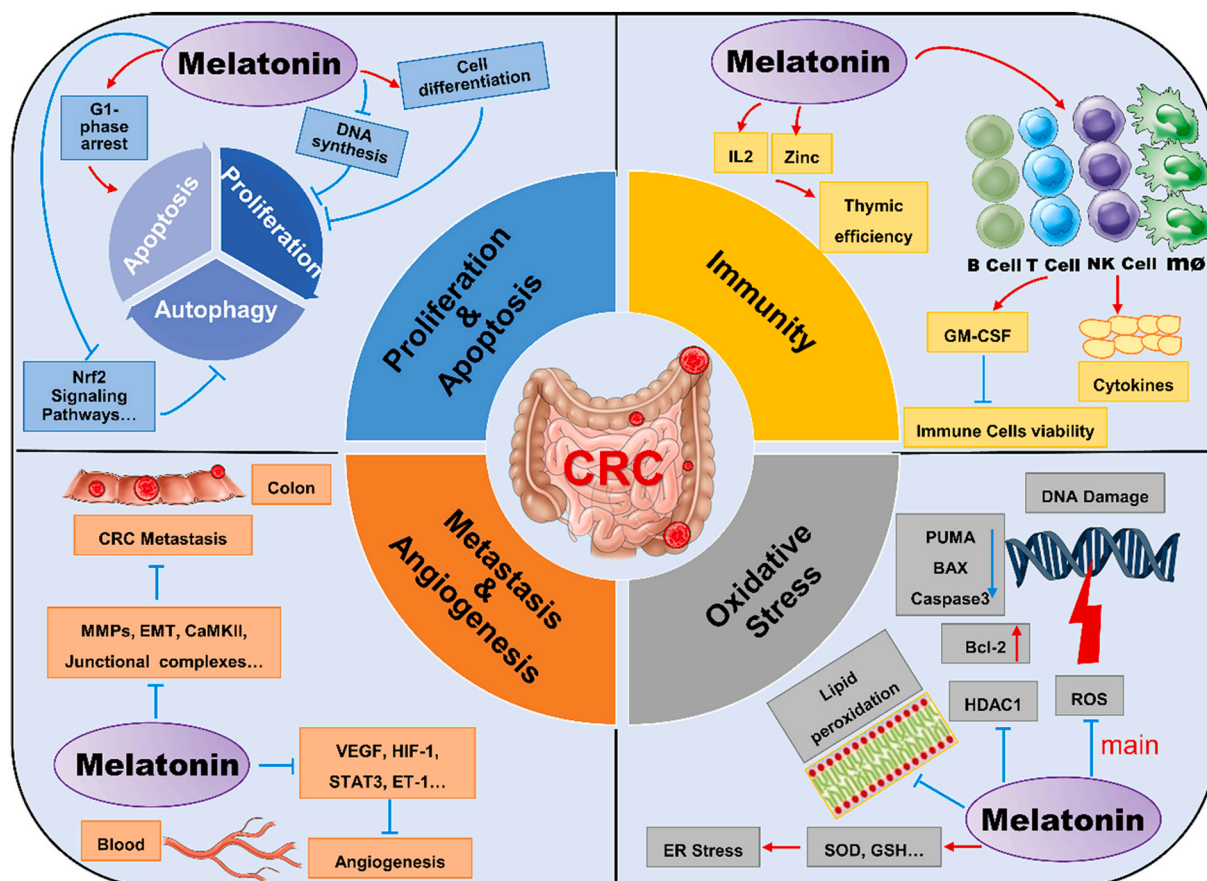 Melatonin
Cell
differentiation
G1-
phase
arrest
DNA
synthesis
Apoptosis
Proliferation
Autophagy
Nrf2
Signaling
Pathways...
Proliferation
&
Apoptosis
Melatonin
IL2
Zinc
Thymic
efficiency
B Cell T Cell NK Cell mø
GM-CSF
Cytokines
Immune Cells viability
Immunity
CRC
Colon
CRC Metastasis
MMPs, EMT, CaMKII,
Junctional complexes...
Melatonin
VEGF, HIF-1,
STAT3, ET-1...
Blood
Angiogenesis
Metastasis
&
Angiogenesis
Oxidative
Stress
DNA Damage
PUMA
BAX
Caspase3
Bcl-2
Lipid
peroxidation
HDAC1
ROS
main
Melatonin
ER Stress
SOD, GSH...